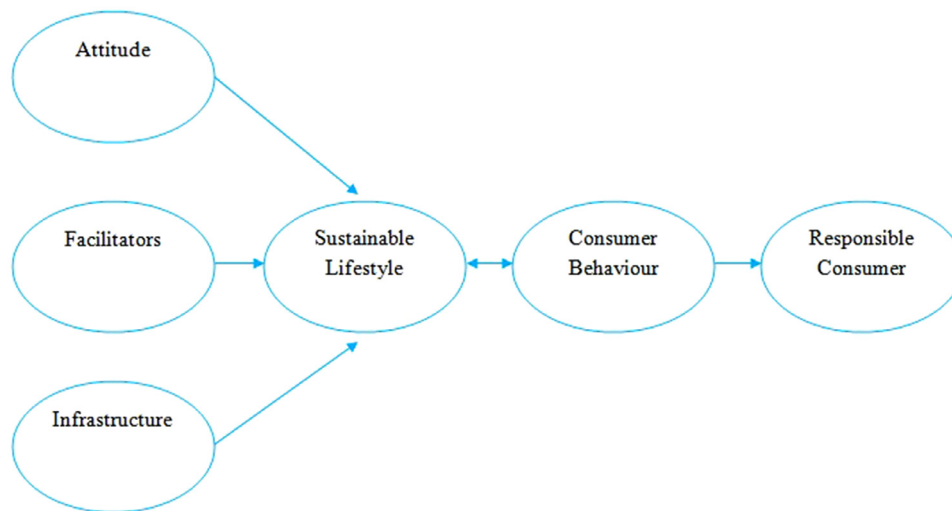 Attitude
Facilitators
Sustainable
Lifestyle
Consumer
Behaviour
Responsible
Consumer
Infrastructure